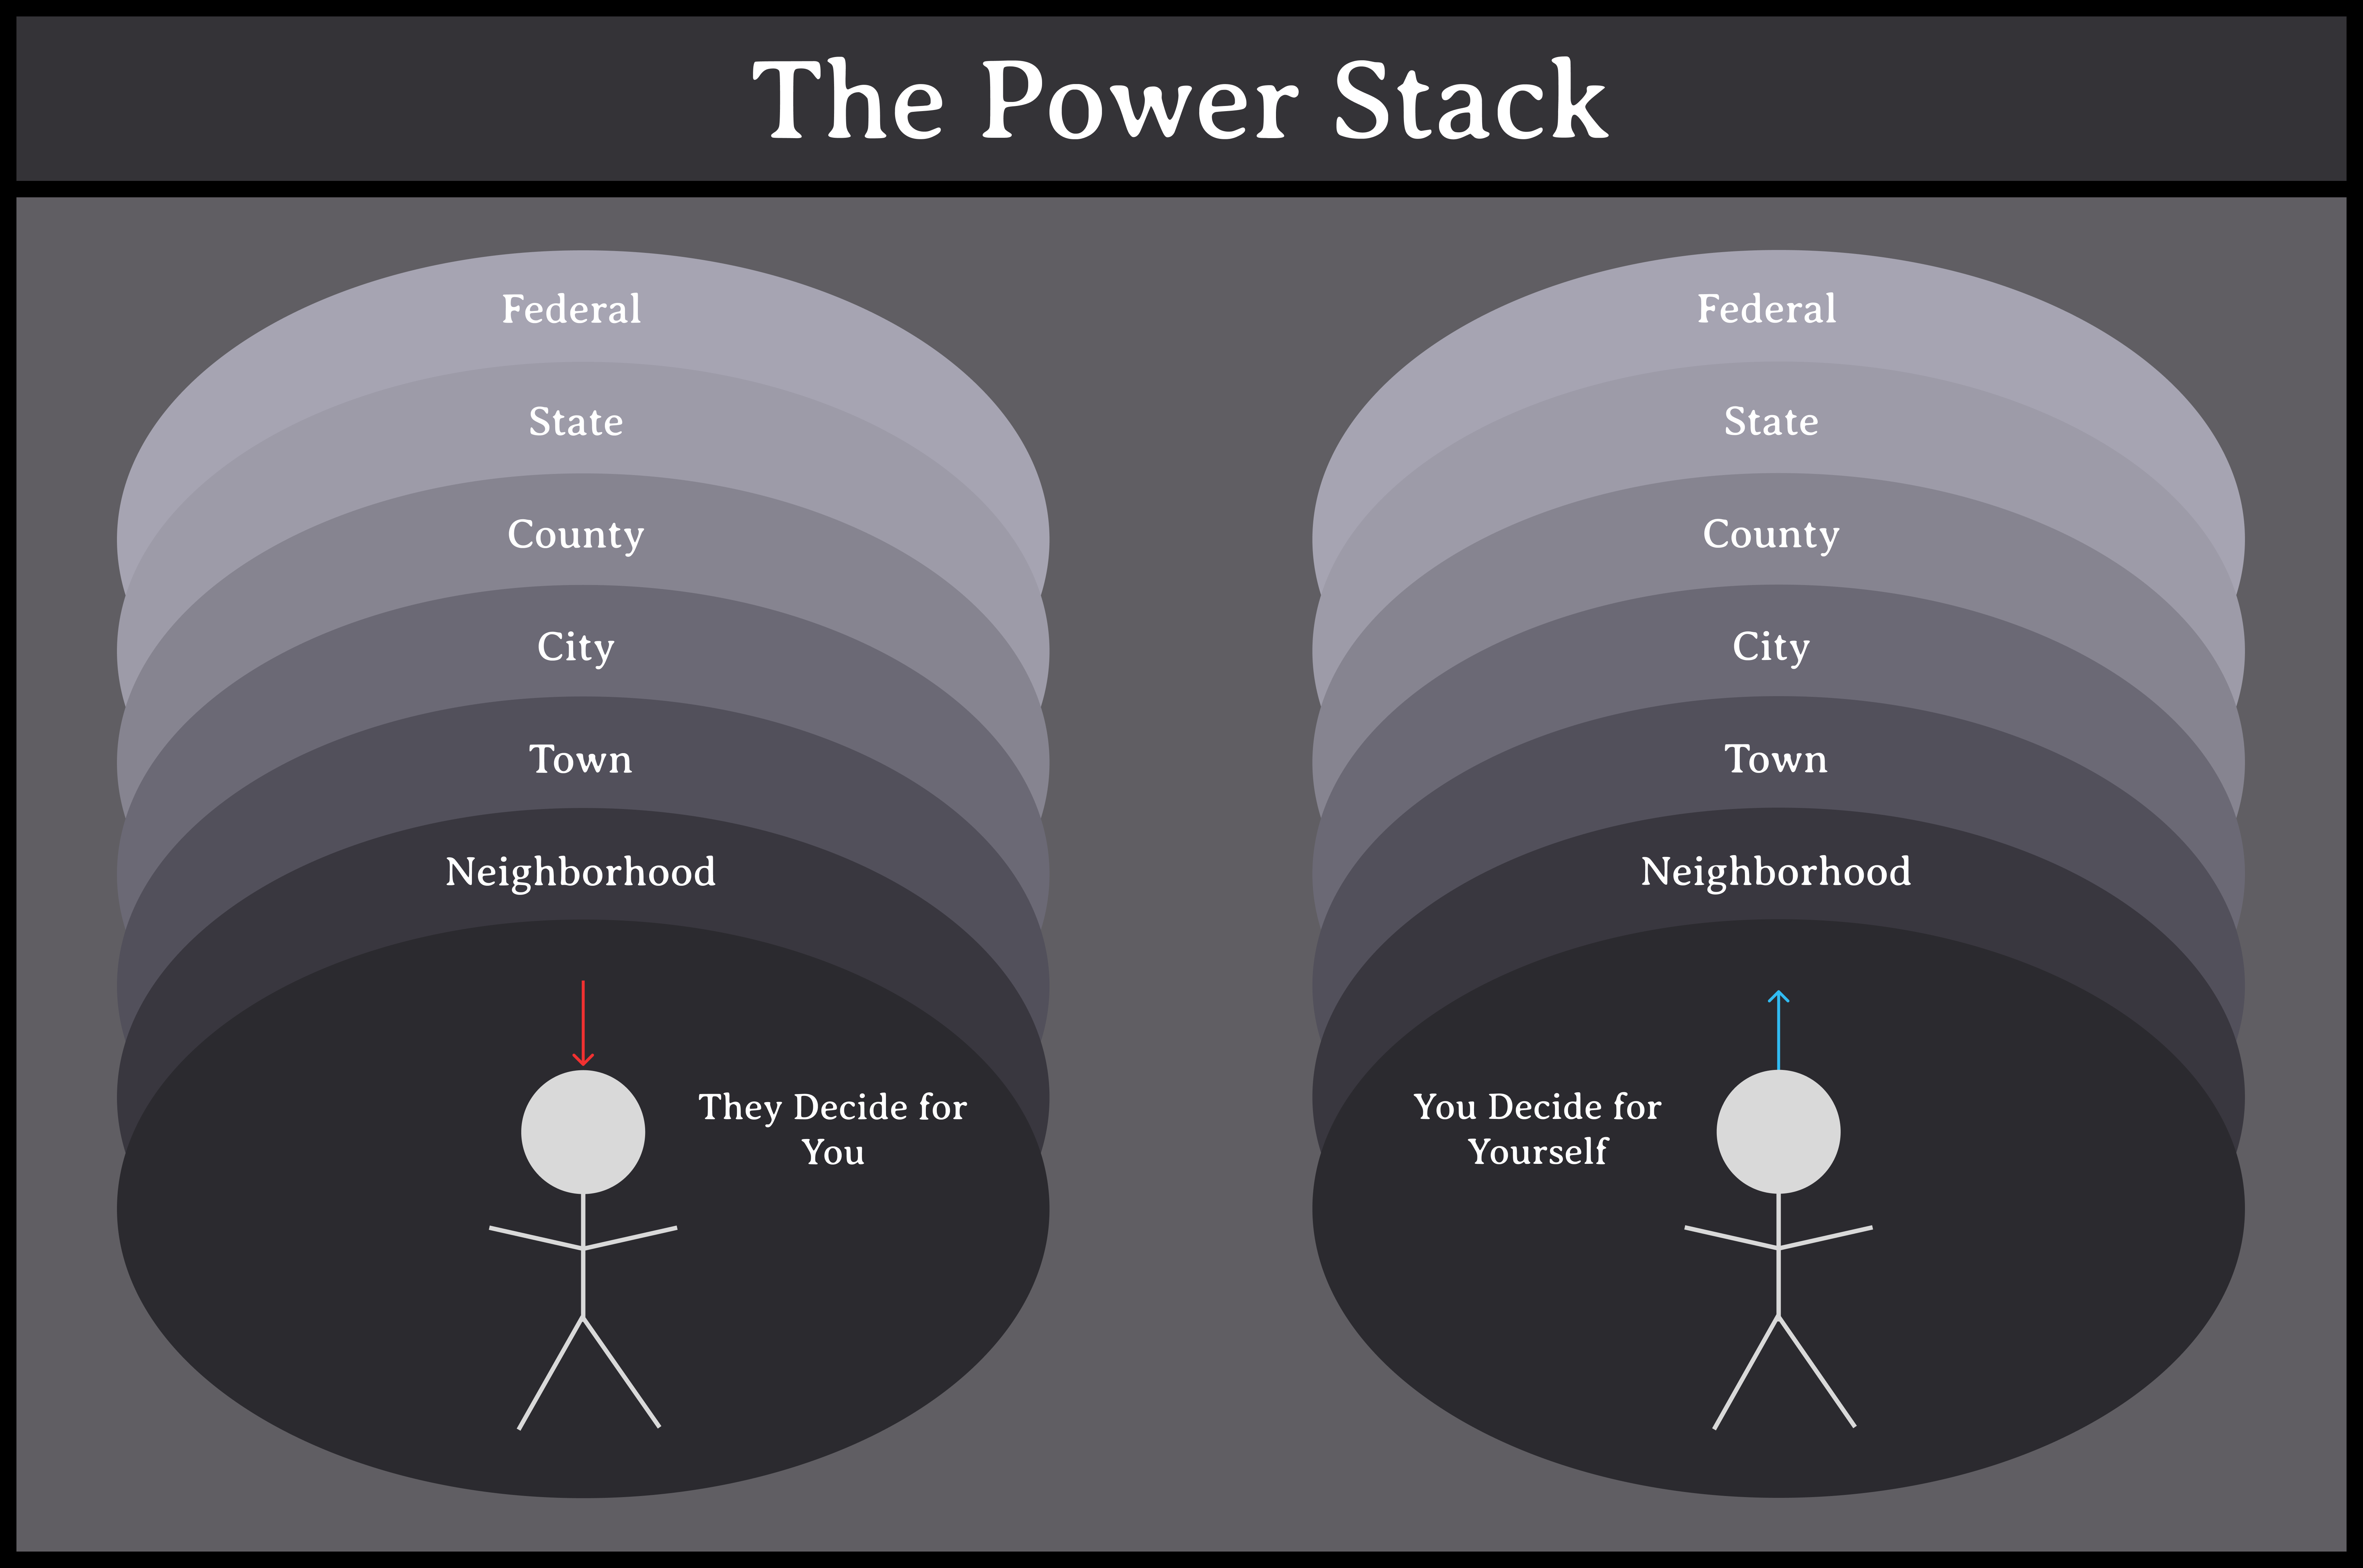 The Power Stack
Federal
State
County
City
Town
Neighborhood
They Decide for
You
Federal
State
County
City
Town
Neighborhood
You Decide for
Yourself